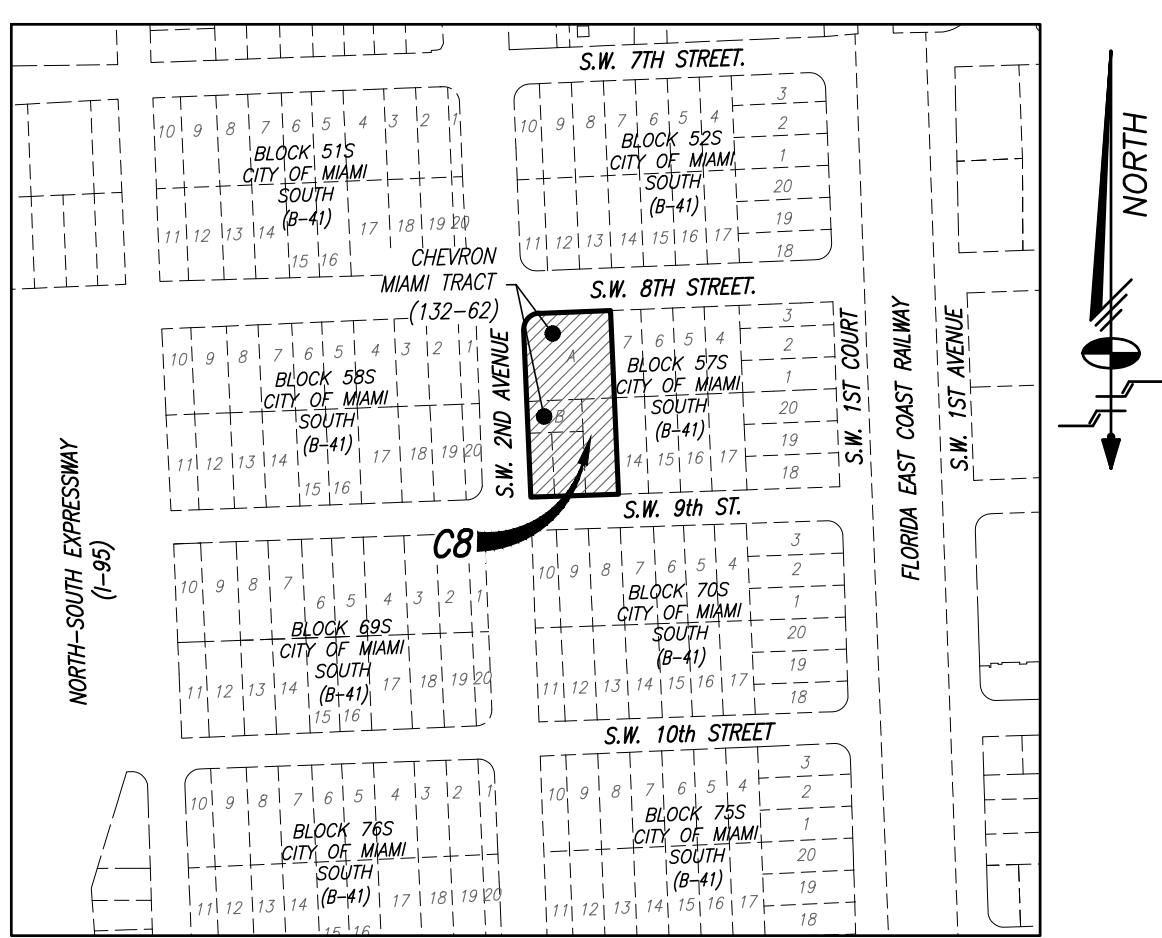 S.W. 7TH STREET.
10 9 8 7 6 5 4 3 2 1
BLOCK 51S
CITY OF MIAMI
SOUTH
(B-41)
11 12 13 14 15 16 17 18 19 20
10 9 8 7 6 5 4
3
2
1
20
19
18
BLOCK 52S
CITY OF MIAMI
SOUTH
(B-41)
11 12 13 14 15 16 17
NORTH
CHEVRON
MIAMI TRACT
(132-62)
S.W. 8TH STREET.
10 9 8 7 6 5 4 3 2 1
BLOCK 58S
CITY OF MIAMI
SOUTH
(B-41)
11 12 13 14 15 16 17 18 19 20
S.W. 2ND AVENUE
A
B
7 6 5 4
3
2
1
20
19
18
BLOCK 57S
CITY OF MIAMI
SOUTH
(B-41)
14 15 16 17
S.W. 1ST COURT
FLORIDA EAST COAST RAILWAY
S.W. 1ST AVENUE
NORTH-SOUTH EXPRESSWAY
(I-95)
C8
S.W. 9th ST.
10 9 8 7 6 5 4 3 2 1
BLOCK 69S
CITY OF MIAMI
SOUTH
(B-41)
11 12 13 14 15 16 17 18 19 20
10 9 8 7 6 5 4
3
2
1
20
19
18
BLOCK 70S
CITY OF MIAMI
SOUTH
(B-41)
11 12 13 14 15 16 17
S.W. 10th STREET
10 9 8 7 6 5 4 3 2 1
BLOCK 76S
CITY OF MIAMI
SOUTH
(B-41)
11 12 13 14 15 16 17 18 19 20
10 9 8 7 6 5 4
3
2
1
20
19
18
BLOCK 75S
CITY OF MIAMI
SOUTH
(B-41)
11 12 13 14 15 16 17